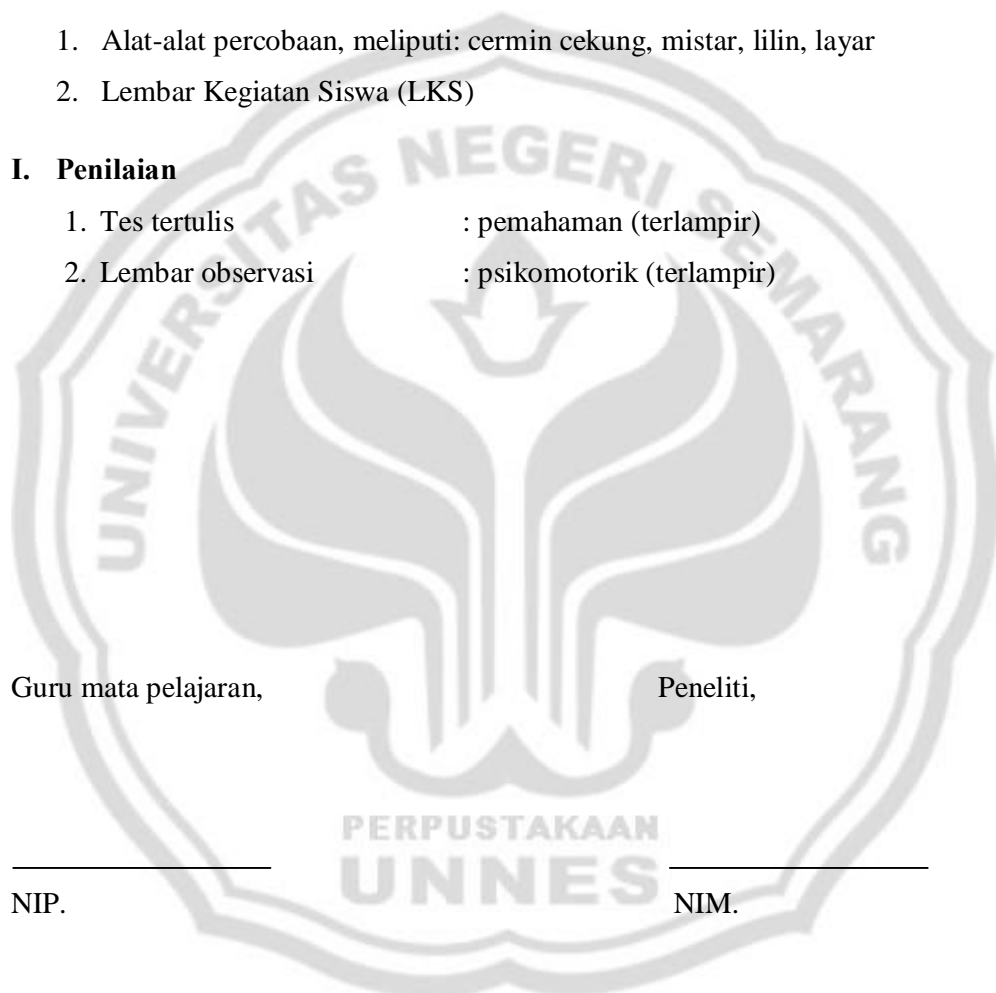 1. Alat-alat percobaan, meliputi: cermin cekung, mistar, lilin, layar
2. Lembar Kegiatan Siswa (LKS)
I. Penilaian
1. Tes tertulis : pemahaman (terlampir)
2. Lembar observasi : psikomotorik (terlampir)
UNIVERSITAS NEGERI SEMARANG
Guru mata pelajaran, Peneliti,
PERPUSTAKAAN
UNNES
NIP. NIM.